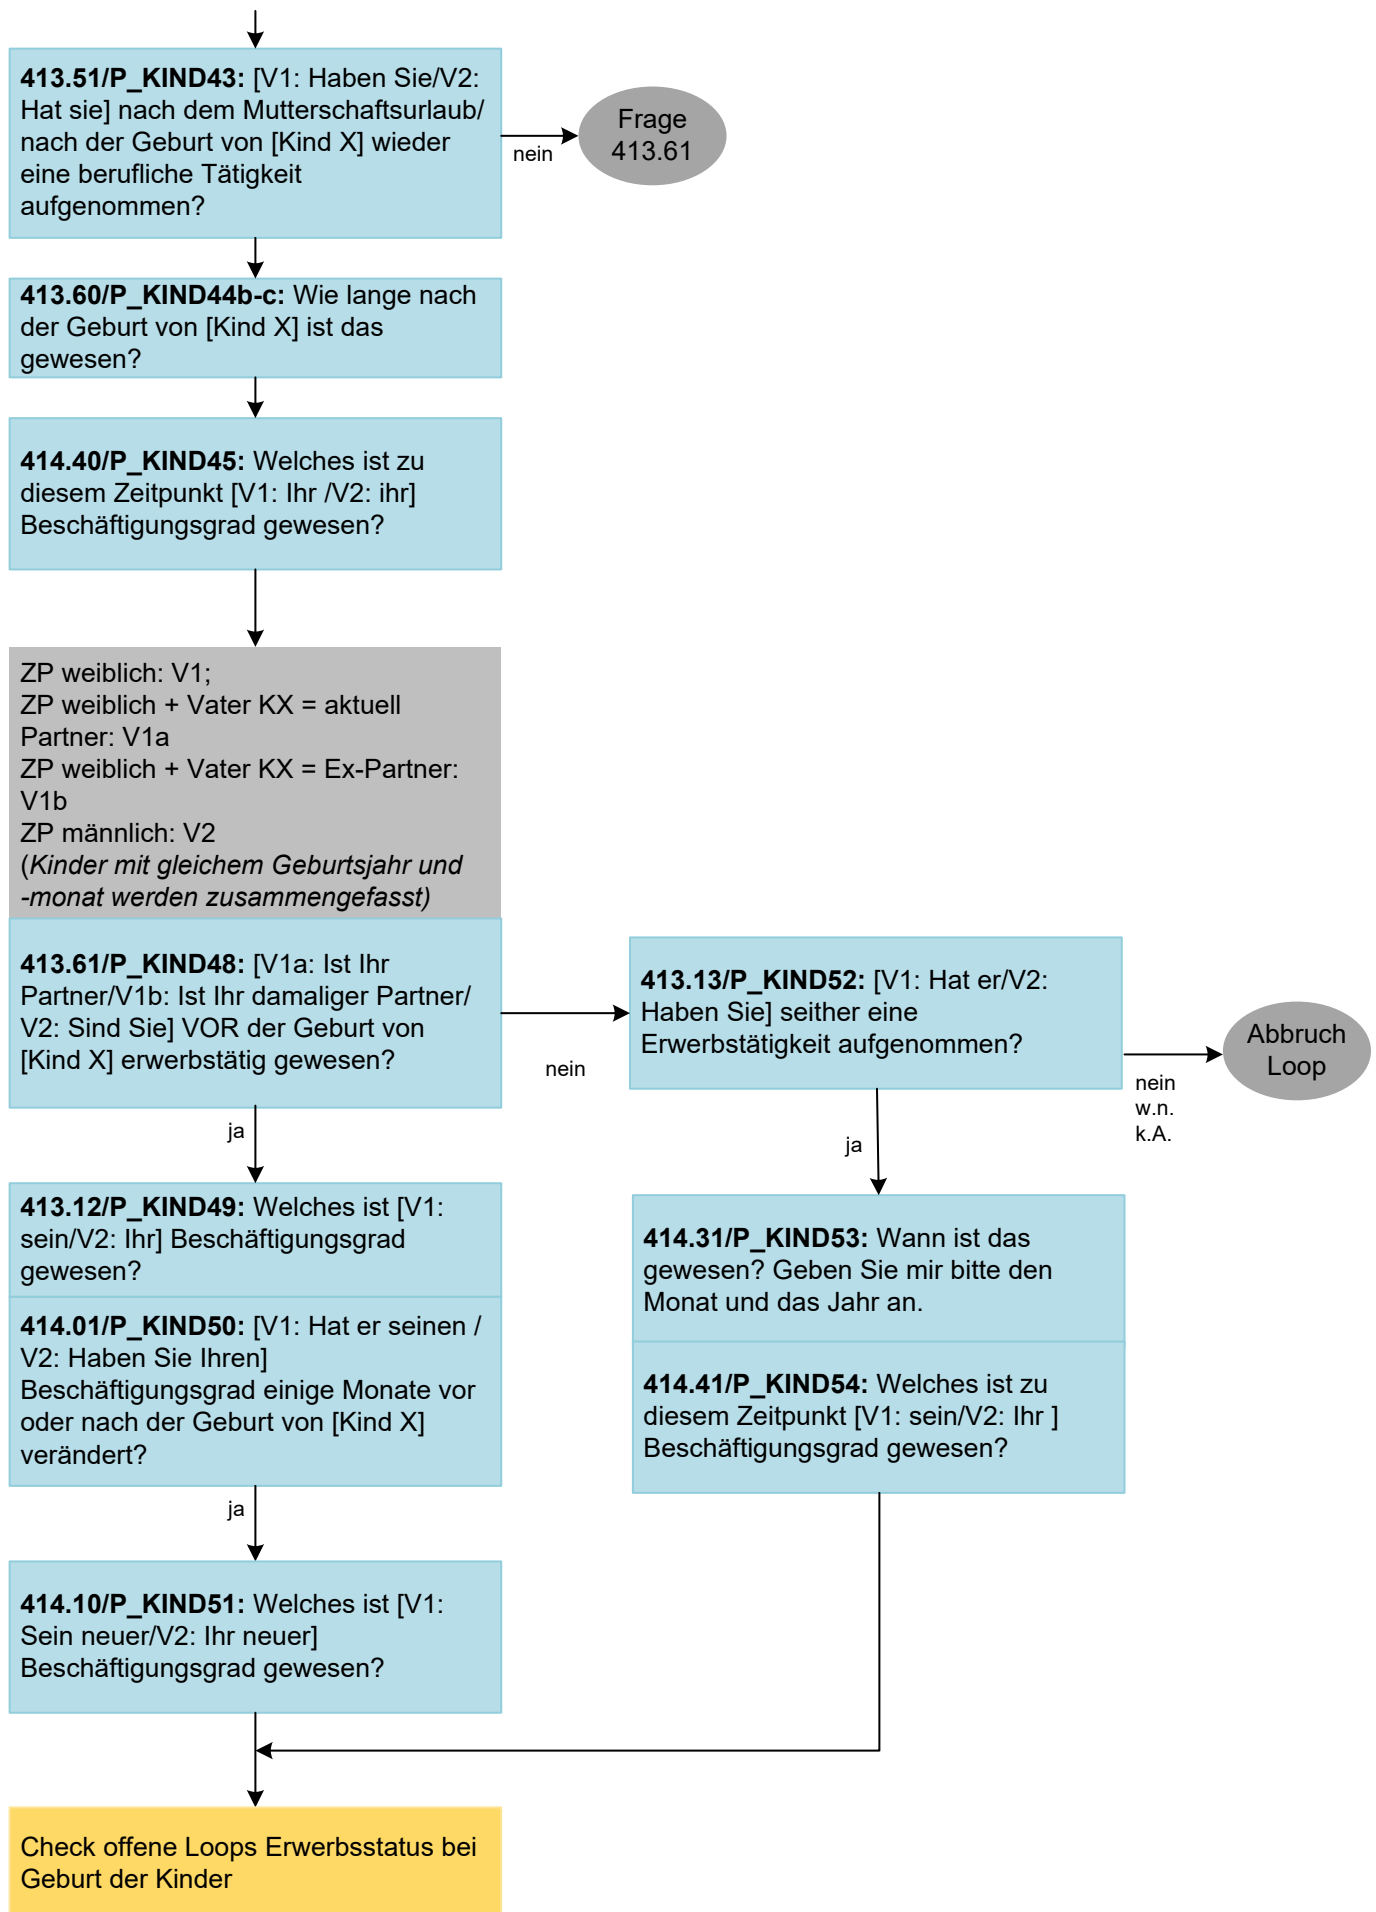 413.51/P_KIND43: [V1: Haben Sie/V2:
Hat sie] nach dem Mutterschaftsurlaub/
nach der Geburt von [Kind X] wieder
eine berufliche Tätigkeit
aufgenommen?
nein
Frage
413.61
413.60/P_KIND44b-c: Wie lange nach
der Geburt von [Kind X] ist das
gewesen?
414.40/P_KIND45: Welches ist zu
diesem Zeitpunkt [V1: Ihr /V2: ihr]
Beschäftigungsgrad gewesen?
ZP weiblich: V1;
ZP weiblich + Vater KX = aktuell
Partner: V1a
ZP weiblich + Vater KX = Ex-Partner:
V1b
ZP männlich: V2
(Kinder mit gleichem Geburtsjahr und
-monat werden zusammengefasst)
413.61/P_KIND48: [V1a: Ist Ihr
Partner/V1b: Ist Ihr damaliger Partner/
V2: Sind Sie] VOR der Geburt von
[Kind X] erwerbstätig gewesen?
nein
413.13/P_KIND52: [V1: Hat er/V2:
Haben Sie] seither eine
Erwerbstätigkeit aufgenommen?
nein
w.n.
k.A.
Abbruch
Loop
ja
ja
413.12/P_KIND49: Welches ist [V1:
sein/V2: Ihr] Beschäftigungsgrad
gewesen?
414.01/P_KIND50: [V1: Hat er seinen /
V2: Haben Sie Ihren]
Beschäftigungsgrad einige Monate vor
oder nach der Geburt von [Kind X]
verändert?
414.31/P_KIND53: Wann ist das
gewesen? Geben Sie mir bitte den
Monat und das Jahr an.
414.41/P_KIND54: Welches ist zu
diesem Zeitpunkt [V1: sein/V2: Ihr ]
Beschäftigungsgrad gewesen?
ja
414.10/P_KIND51: Welches ist [V1:
Sein neuer/V2: Ihr neuer]
Beschäftigungsgrad gewesen?
Check offene Loops Erwerbsstatus bei
Geburt der Kinder